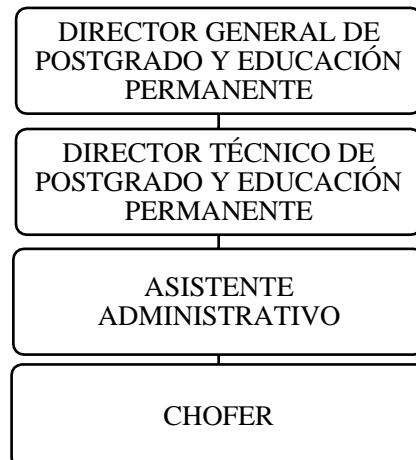 DIRECTOR GENERAL DE
POSTGRADO Y EDUCACIÓN
PERMANENTE
DIRECTOR TÉCNICO DE
POSTGRADO Y EDUCACIÓN
PERMANENTE
ASISTENTE
ADMINISTRATIVO
CHOFER